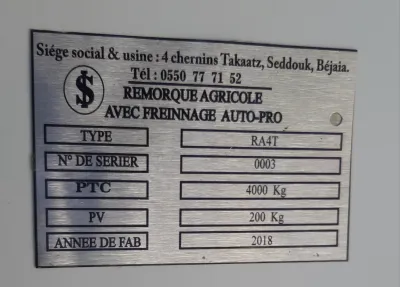 Siége social & usine : 4 chernins Takaatz, Seddouk, Béjaia.
Tél : 0550 77 71 52
REMORQUE AGRICOLE
AVEC FREINNAGE AUTO-PRO
TYPE RA4T
N° DE SERIER 0003
PTC 4000 Kg
PV 200 Kg
ANNEE DE FAB 2018